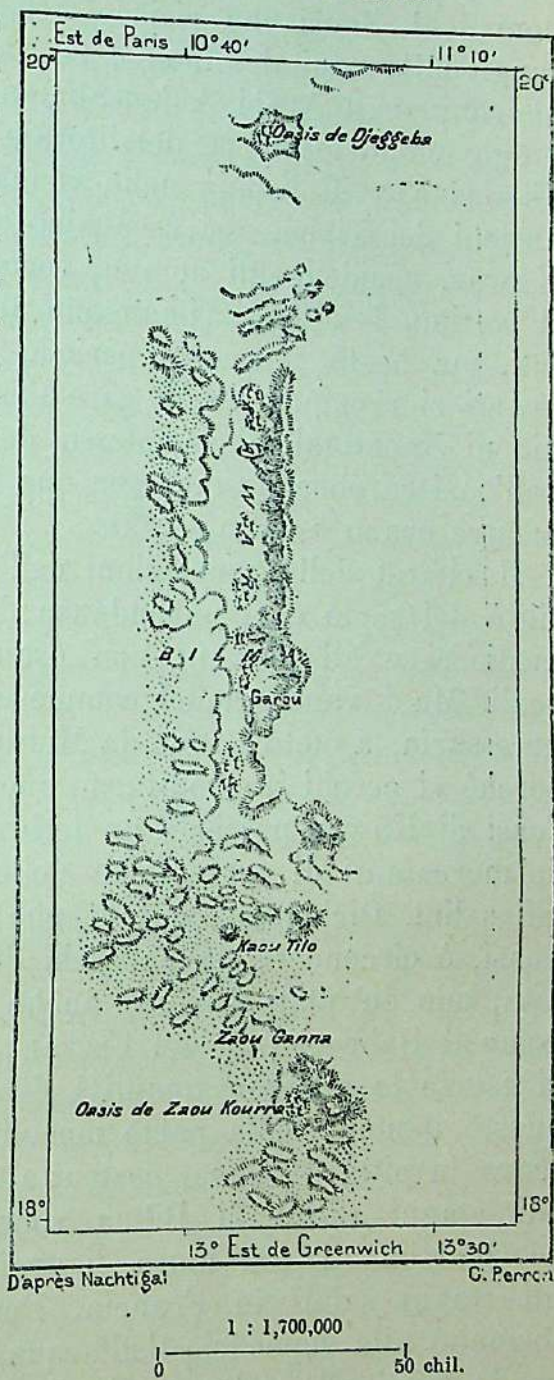 Est de Paris 10°40' 11°10'
20° 20°
Oasis de Djeggeba
K A W A R
B I L M A
Garou
Kaou Tilo
Zaou Ganna
Oasis de Zaou Kourra
18° 18°
13° Est de Greenwich 13°30'
D'après Nachtigal C. Perron
1 : 1,700,000
0 50 chil.